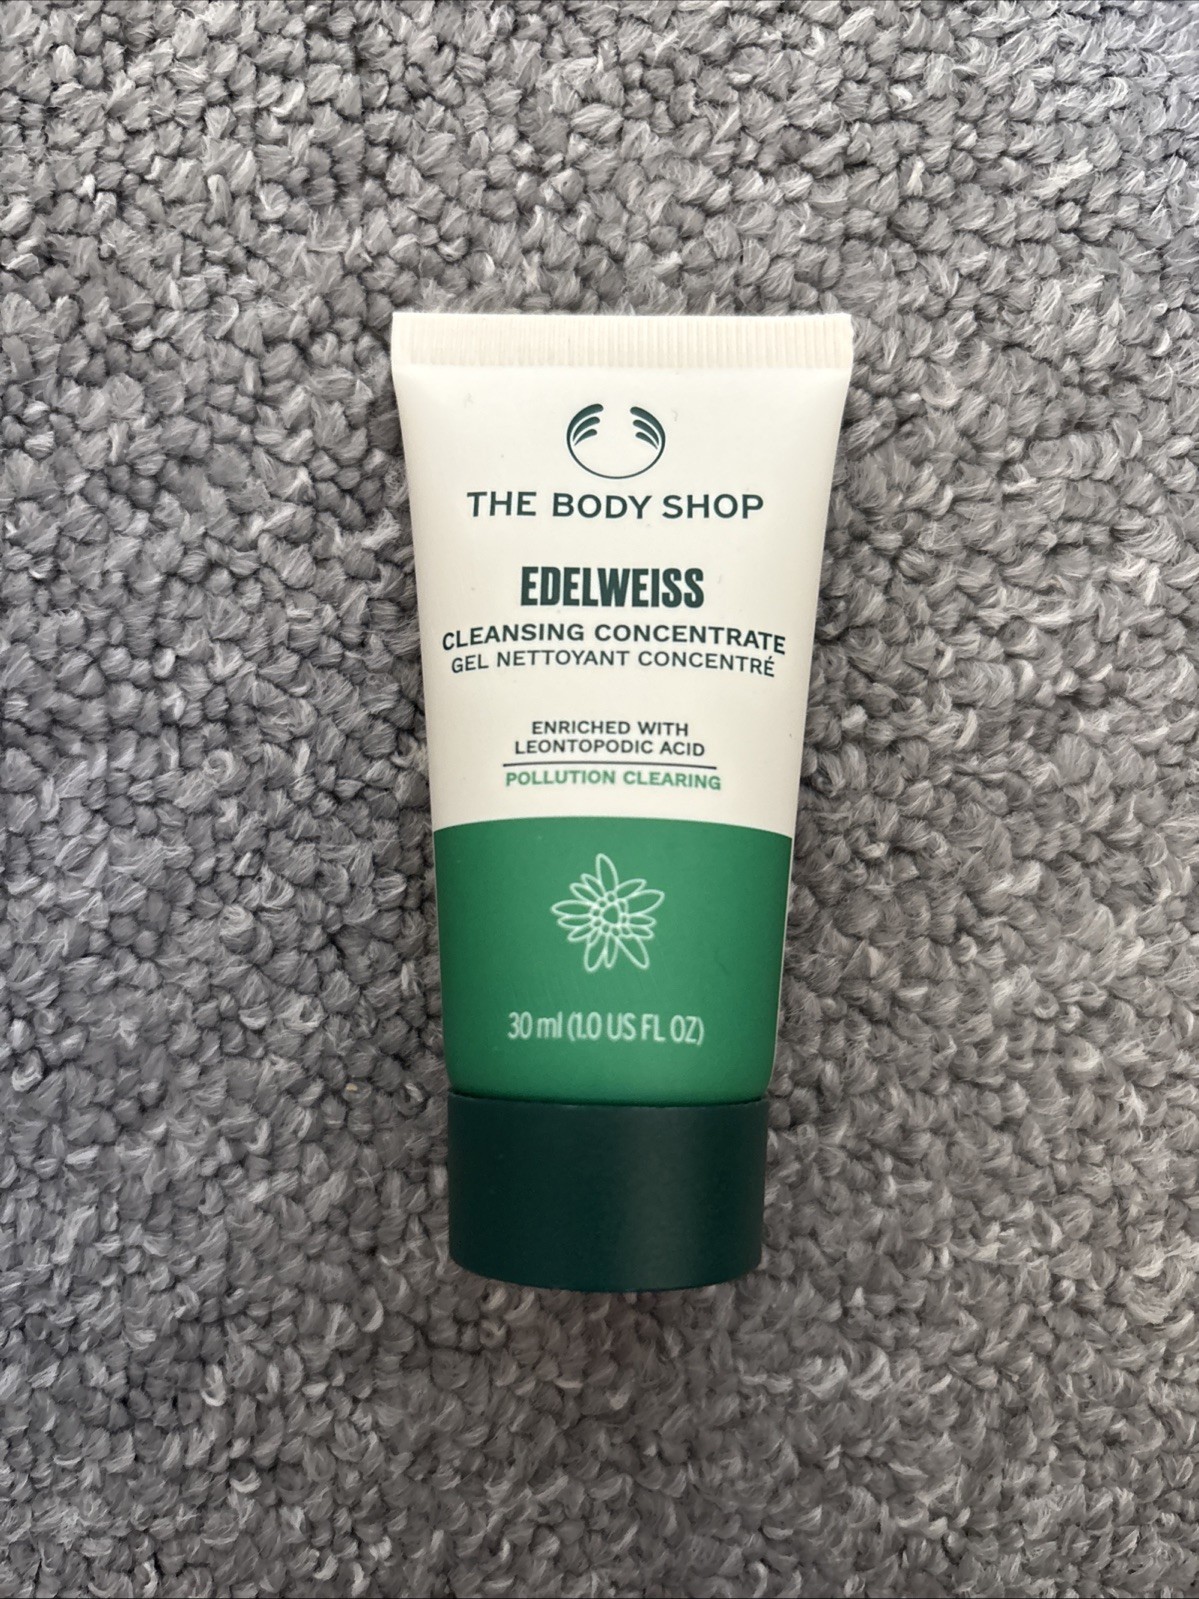 THE BODY SHOP
EDELWEISS
CLEANSING CONCENTRATE
GEL NETTOYANT CONCENTRÉ
ENRICHED WITH
LEONTOPODIC ACID
POLLUTION CLEARING
30 ml (1.0 US FL OZ)